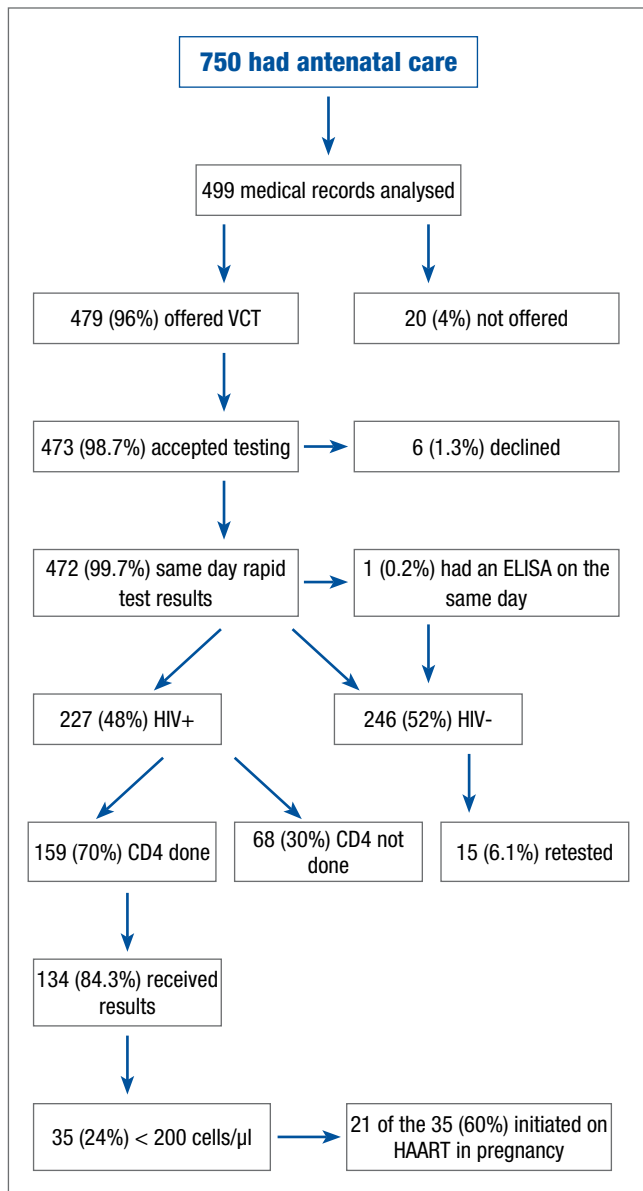 750 had antenatal care
499 medical records analysed
479 (96%) offered VCT
20 (4%) not offered
473 (98.7%) accepted testing
6 (1.3%) declined
472 (99.7%) same day rapid
test results
1 (0.2%) had an ELISA on the
same day
227 (48%) HIV+
246 (52%) HIV-
159 (70%) CD4 done
68 (30%) CD4 not
done
15 (6.1%) retested
134 (84.3%) received
results
35 (24%) < 200 cells/µl
21 of the 35 (60%) initiated on
HAART in pregnancy